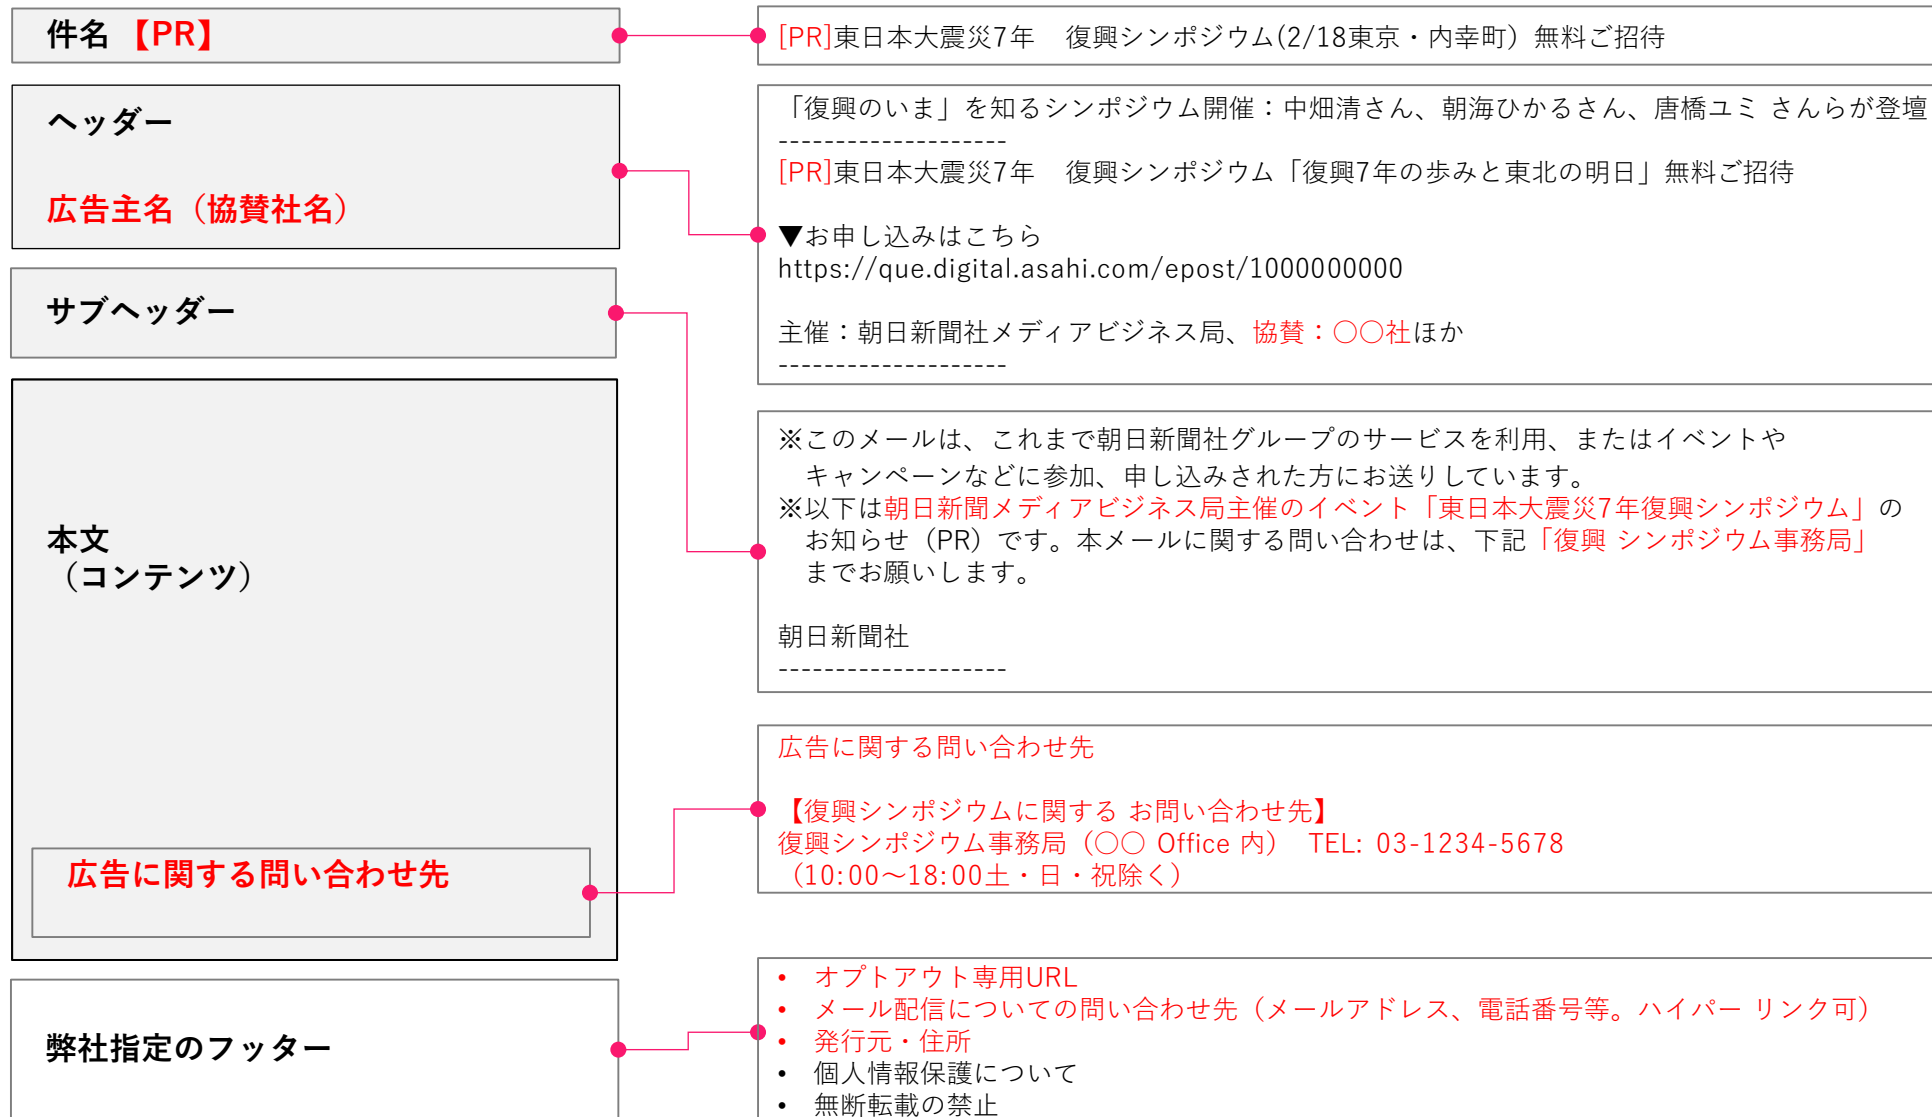 件名 【PR】
[PR]東日本大震災7年　復興シンポジウム(2/18東京・内幸町）無料ご招待
ヘッダー
広告主名（協賛社名）
「復興のいま」を知るシンポジウム開催：中畑清さん、朝海ひかるさん、唐橋ユミ さんらが登壇
--------------------
[PR]東日本大震災7年　復興シンポジウム「復興7年の歩みと東北の明日」無料ご招待
▼お申し込みはこちら
https://que.digital.asahi.com/epost/1000000000
主催：朝日新聞社メディアビジネス局、協賛：〇〇社ほか
--------------------
サブヘッダー
※このメールは、これまで朝日新聞社グループのサービスを利用、またはイベントや
キャンペーンなどに参加、申し込みされた方にお送りしています。
※以下は朝日新聞メディアビジネス局主催のイベント「東日本大震災7年復興シンポジウム」の
お知らせ（PR）です。本メールに関する問い合わせは、下記「復興 シンポジウム事務局」
までお願いします。
朝日新聞社
--------------------
本文
（コンテンツ）
広告に関する問い合わせ先
広告に関する問い合わせ先
【復興シンポジウムに関する お問い合わせ先】
復興シンポジウム事務局（〇〇 Office 内）　TEL: 03-1234-5678
（10:00～18:00土・日・祝除く）
弊社指定のフッター
• オプトアウト専用URL
• メール配信についての問い合わせ先（メールアドレス、電話番号等。ハイパー リンク可）
• 発行元・住所
• 個人情報保護について
• 無断転載の禁止